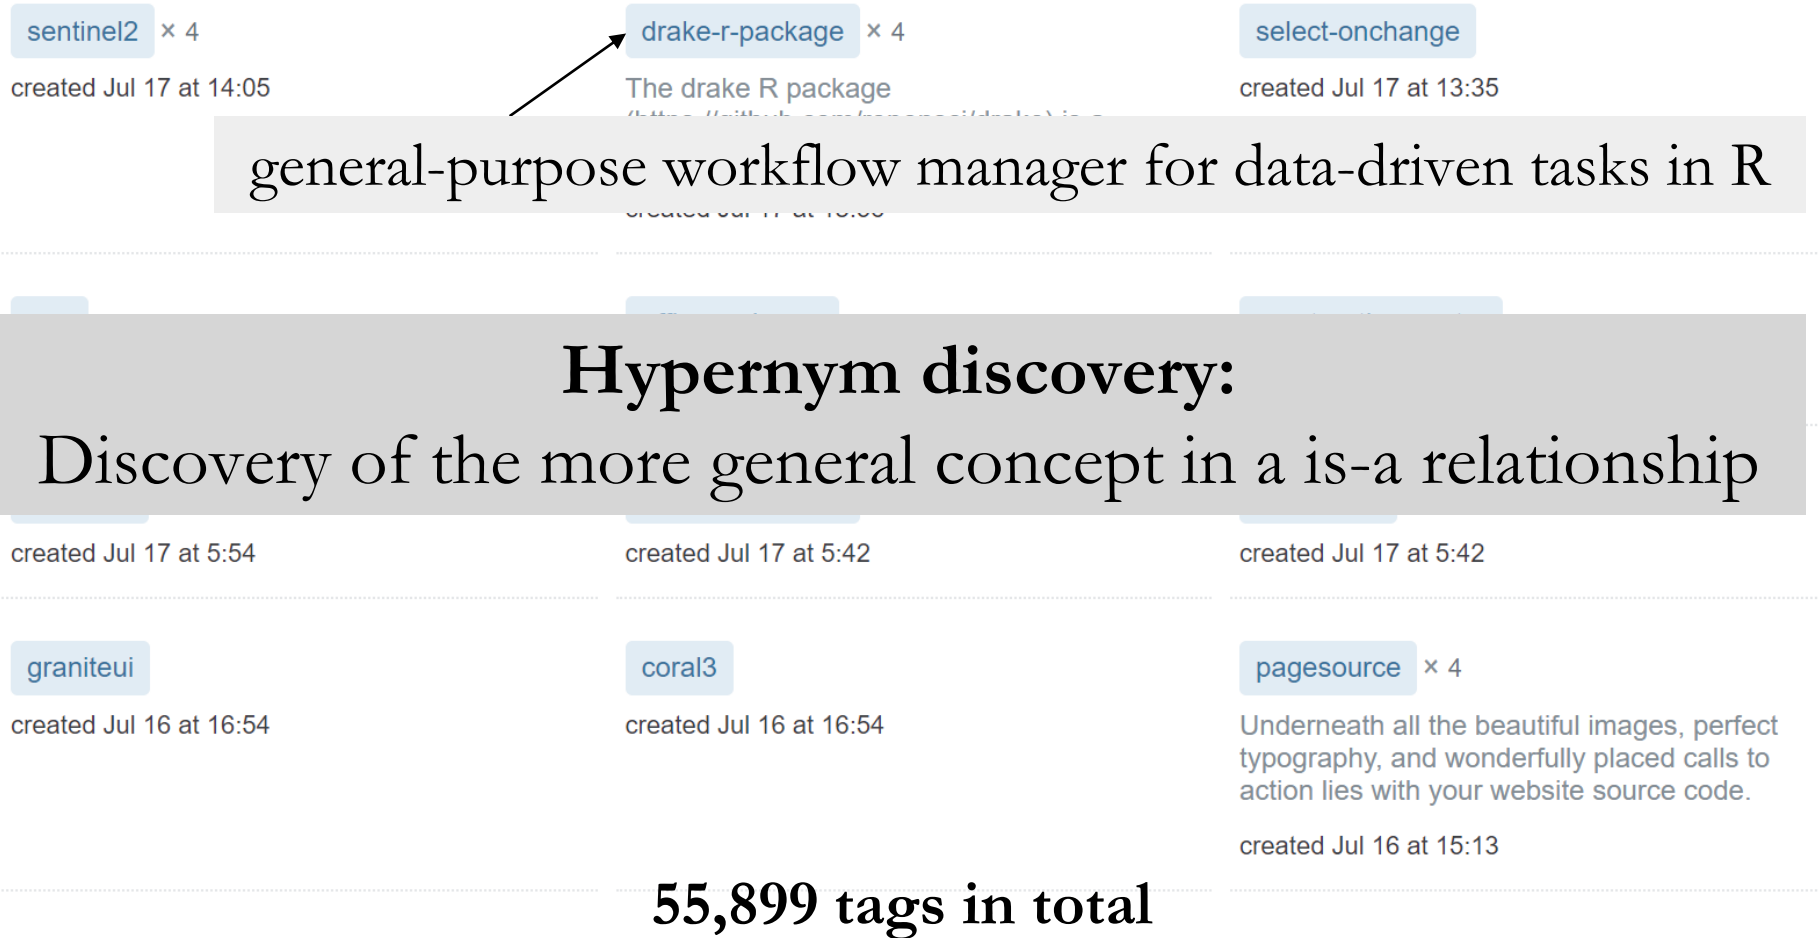 sentinel2 × 4
drake-r-package × 4
select-onchange
created Jul 17 at 14:05
The drake R package
created Jul 17 at 13:35
general-purpose workflow manager for data-driven tasks in R
Hypernym discovery:
Discovery of the more general concept in a is-a relationship
created Jul 17 at 5:54
created Jul 17 at 5:42
created Jul 17 at 5:42
graniteui
coral3
pagesource × 4
created Jul 16 at 16:54
created Jul 16 at 16:54
Underneath all the beautiful images, perfect
typography, and wonderfully placed calls to
action lies with your website source code.
created Jul 16 at 15:13
55,899 tags in total